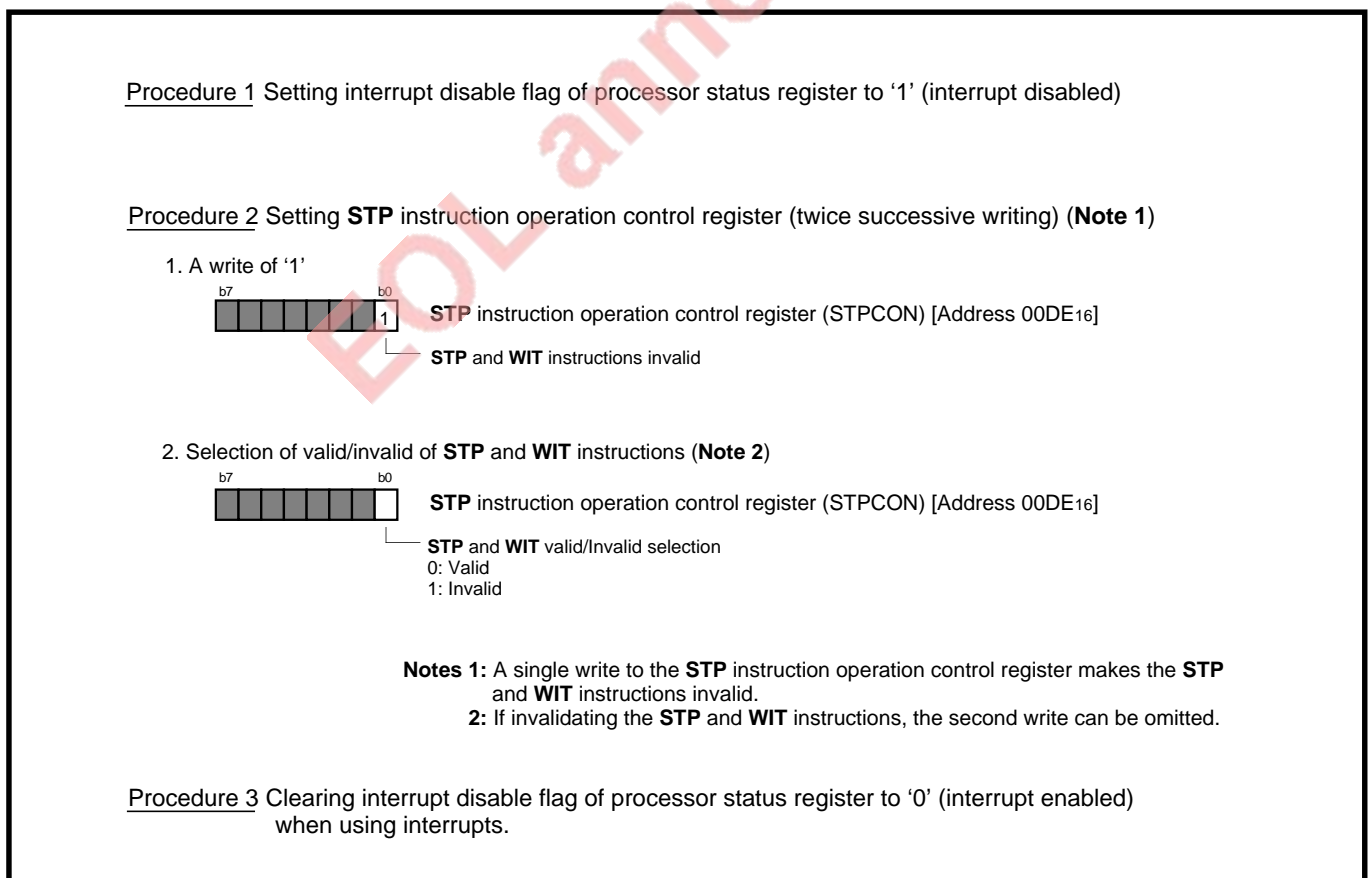 EOL anno
Procedure 1 Setting interrupt disable flag of processor status register to ‘1’ (interrupt disabled)
Procedure 2 Setting STP instruction operation control register (twice successive writing) (Note 1)
1. A write of ‘1’
b7 b0
1 STP instruction operation control register (STPCON) [Address 00DE16]
STP and WIT instructions invalid
2. Selection of valid/invalid of STP and WIT instructions (Note 2)
b7 b0
STP instruction operation control register (STPCON) [Address 00DE16]
STP and WIT valid/Invalid selection
0: Valid
1: Invalid
Notes 1: A single write to the STP instruction operation control register makes the STP
and WIT instructions invalid.
2: If invalidating the STP and WIT instructions, the second write can be omitted.
Procedure 3 Clearing interrupt disable flag of processor status register to ‘0’ (interrupt enabled)
when using interrupts.